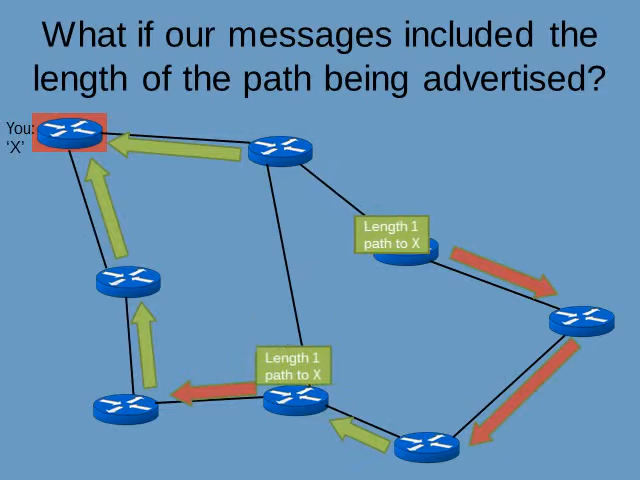 What if our messages included the
length of the path being advertised?
You:
‘X’
Length 1
path to X
Length 1
path to X